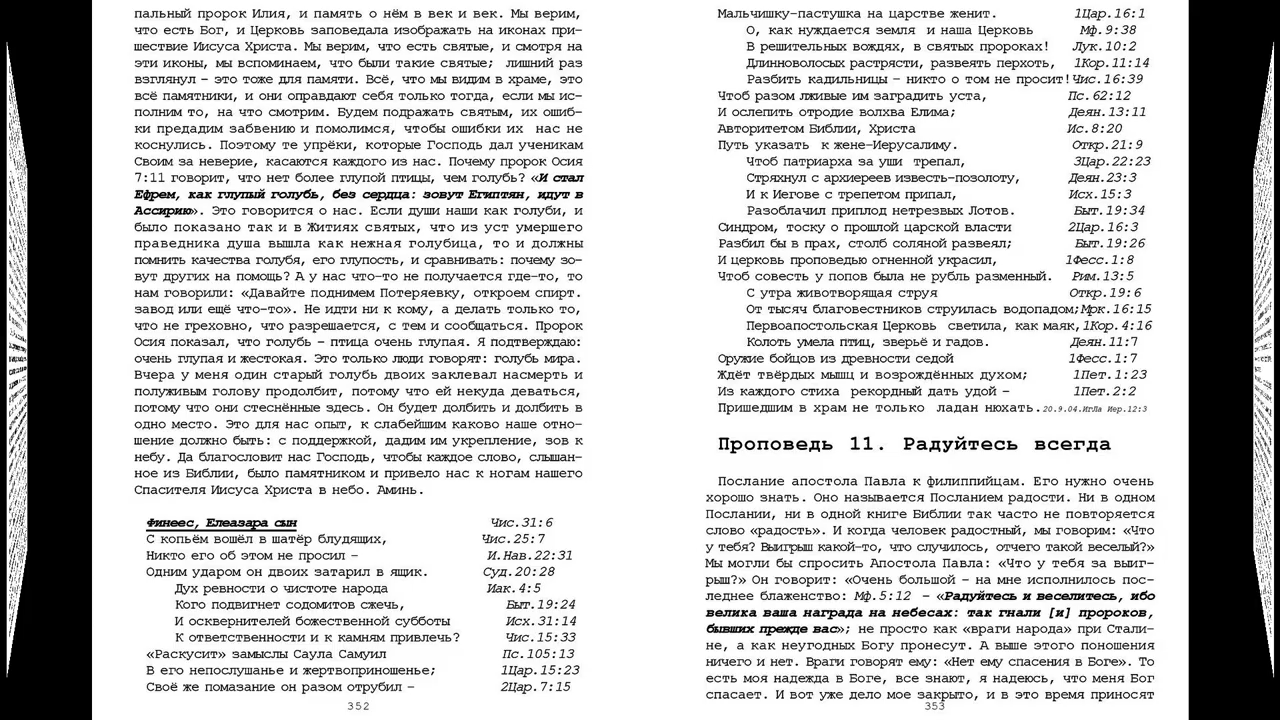 пальный пророк Илия, и память о нём в век и век. Мы верим,
что есть Бог, и Церковь заповедала изображать на иконах при-
шествие Иисуса Христа. Мы верим, что есть святые, и смотря на
эти иконы, мы вспоминаем, что были такие святые; лишний раз
взглянул – это тоже для памяти. Всё, что мы видим в храме, это
всё памятники, и они оправдают себя только тогда, если мы ис-
полним то, на что смотрим. Будем подражать святым, их ошиб-
ки предадим забвению и помолимся, чтобы ошибки их нас не
коснулись. Поэтому те упрёки, которые Господь дал ученикам
Своим за неверие, касаются каждого из нас. Почему пророк Осия
7:11 говорит, что нет более глупой птицы, чем голубь? «И стал
Ефрем, как глупый голубь, без сердца: зовут Египтян, идут в
Ассирию». Это говорится о нас. Если души наши как голуби, и
было показано так и в Житиях святых, что из уст умершего
праведника душа вышла как нежная голубица, то и должны
помнить качества голубя, его глупость, и сравнивать: почему зо-
вут других на помощь? А у нас что-то не получается где-то, то
нам говорили: «Давайте поднимем Потеряевку, откроем спирт.
завод или ещё что-то». Не идти ни к кому, а делать только то,
что не греховно, что разрешается, с тем и сообщаться. Пророк
Осия показал, что голубь – птица очень глупая. Я подтверждаю:
очень глупая и жестокая. Это только люди говорят: голубь мира.
Вчера у меня один старый голубь двоих заклевал насмерть и
полуживым голову продолбит, потому что ей некуда деваться,
потому что они стеснённые здесь. Он будет долбить и долбить в
одно место. Это для нас опыт, к слабейшим каково наше отно-
шение должно быть: с поддержкой, дадим им укрепление, зов к
небу. Да благословит нас Господь, чтобы каждое слово, слышан-
ное из Библии, было памятником и привело нас к ногам нашего
Спасителя Иисуса Христа в небо. Аминь.
Финеес, Елеазара сын Чис.31:6
С копьём вошёл в шатёр блудящих, Чис.25:7
Никто его об этом не просил – И.Нав.22:31
Одним ударом он двоих затарил в ящик. Суд.20:28
Дух ревности о чистоте народа Иак.4:5
Кого подвигнет содомитов сжечь, Быт.19:24
И осквернителей божественной субботы Исх.31:14
К ответственности и к камням привлечь? Чис.15:33
«Раскусит» замыслы Саула Самуил Пс.105:13
В его непослушанье и жертвоприношенье; 1Цар.15:23
Своё же помазание он разом отрубил – 2Цар.7:15
352
Мальчишку-пастушка на царстве женит. 1Цар.16:1
О, как нуждается земля и наша Церковь Мф.9:38
В решительных вождях, в святых пророках! Лук.10:2
Длинноволосых растрясти, развеять перхоть, 1Кор.11:14
Разбить кадильницы – никто о том не просит! Чис.16:39
Чтоб разом лживые им заградить уста, Пс.62:12
И ослепить отродие волхва Елима; Деян.13:11
Авторитетом Библии, Христа Ис.8:20
Путь указать к жене-Иерусалиму. Откр.21:9
Чтоб патриарха за уши трепал, 3Цар.22:23
Стряхнул с архиереев известь-позолоту, Деян.23:3
И к Иегове с трепетом припал, Исх.15:3
Разоблачил приплод нетрезвых Лотов. Быт.19:34
Синдром, тоску о прошлой царской власти 2Цар.16:3
Разбил бы в прах, столб соляной развеял; Быт.19:26
И церковь проповедью огненной украсил, 1Фесс.1:8
Чтоб совесть у попов была не рубль разменный. Рим.13:5
С утра животворящая струя Откр.19:6
От тысяч благовестников струилась водопадом; Мрк.16:15
Первоапостольская Церковь светила, как маяк, 1Кор.4:16
Колоть умела птиц, зверьё и гадов. Деян.11:7
Оружие бойцов из древности седой 1Фесс.1:7
Ждёт твёрдых мышц и возрождённых духом; 1Пет.1:23
Из каждого стиха рекордный дать удой – 1Пет.2:2
Пришедшим в храм не только ладан нюхать. 20.9.04.ИгЛа Иер.12:3
Проповедь 11. Радуйтесь всегда
Послание апостола Павла к филиппийцам. Его нужно очень
хорошо знать. Оно называется Посланием радости. Ни в одном
Послании, ни в одной книге Библии так часто не повторяется
слово «радость». И когда человек радостный, мы говорим: «Что
у тебя? Выигрыш какой-то, что случилось, отчего такой веселый?»
Мы могли бы спросить Апостола Павла: «Что у тебя за выиг-
рыш?» Он говорит: «Очень большой – на мне исполнилось пос-
леднее блаженство: Мф.5:12 – «Радуйтесь и веселитесь, ибо
велика ваша награда на небесах: так гнали [и] пророков,
бывших прежде вас»; не просто как «враги народа» при Стали-
не, а как неугодных Богу пронесут. А выше этого поношения
ничего и нет. Враги говорят ему: «Нет ему спасения в Боге». То
есть моя надежда в Боге, все знают, я надеюсь, что меня Бог
спасает. И вот уже дело мое закрыто, и в это время приносят
353